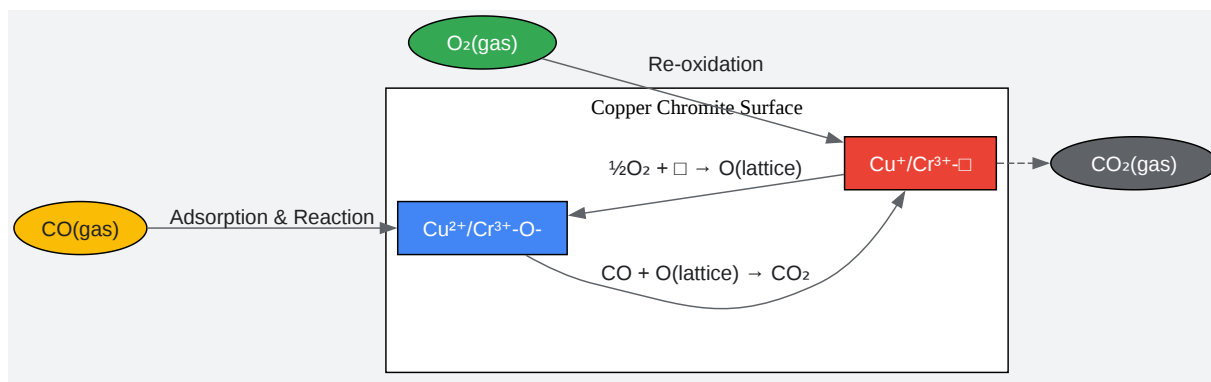 O₂(gas)
Re-oxidation
Copper Chromite Surface
½O₂ + □ → O(lattice)
Cu⁺/Cr³⁺-□
CO₂(gas)
Adsorption & Reaction
CO(gas)
Cu²⁺/Cr³⁺-O-
CO + O(lattice) → CO₂